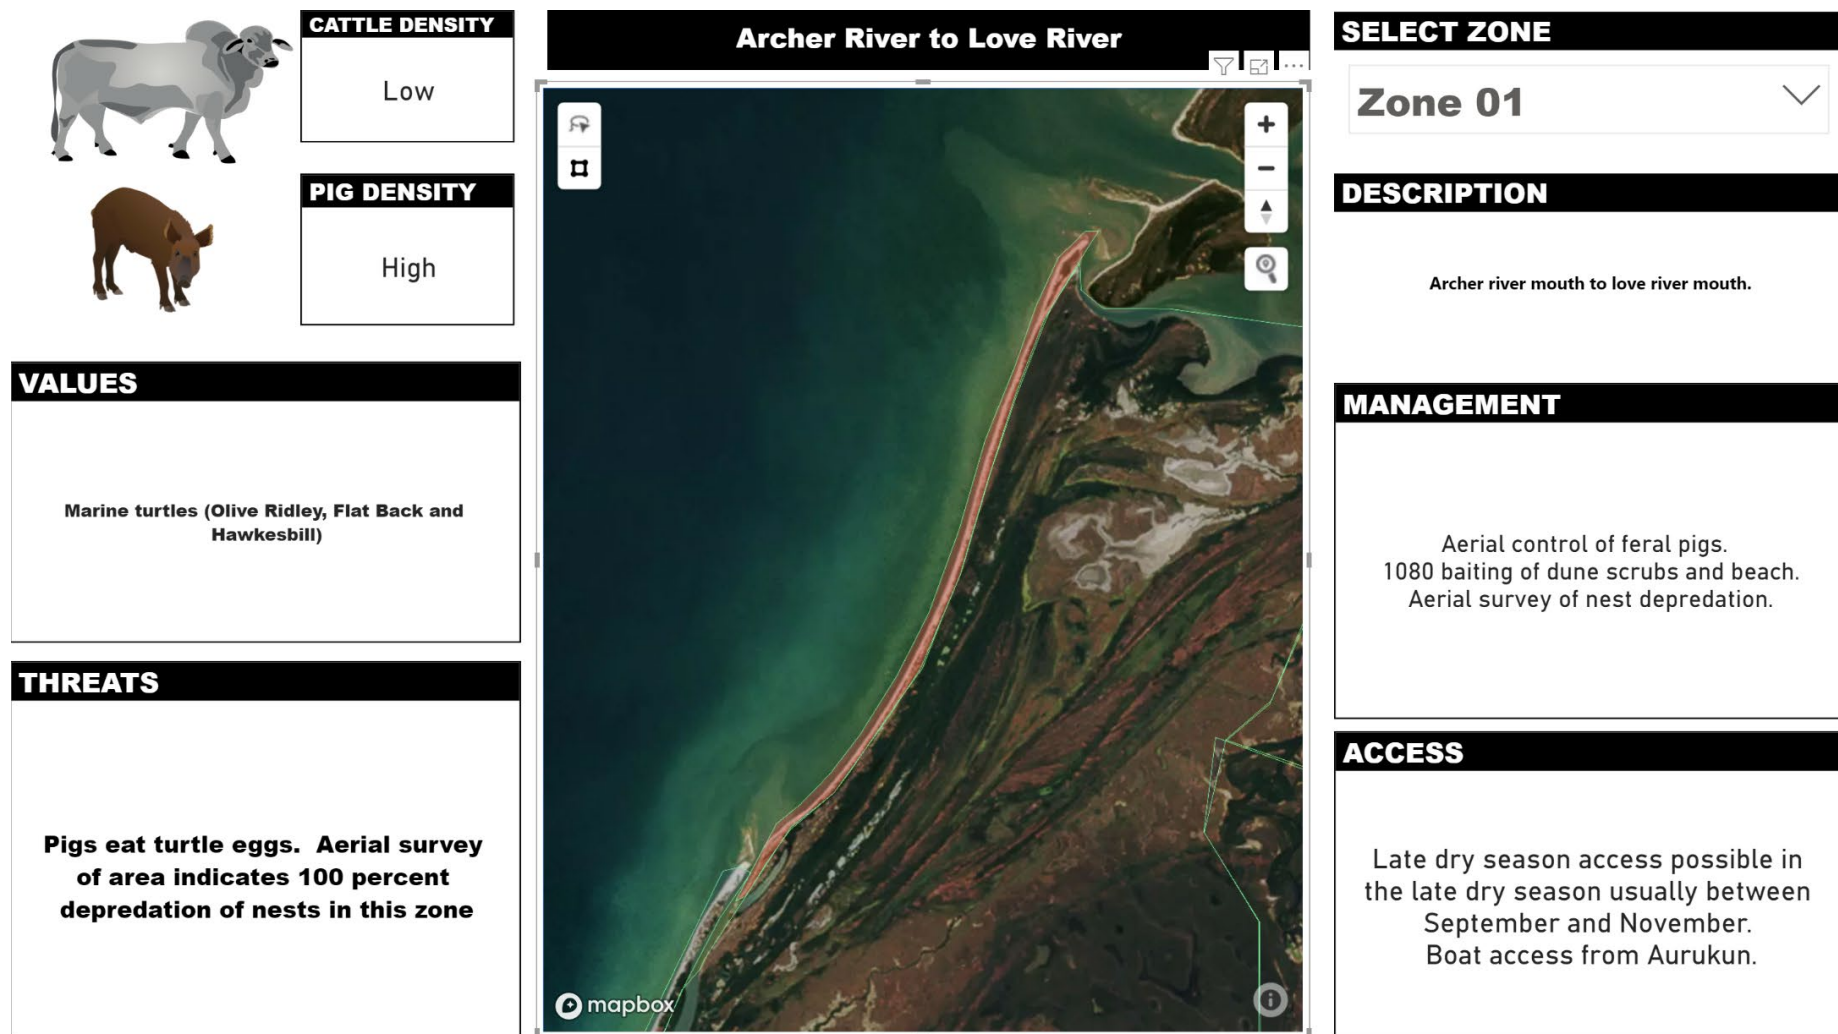 CATTLE DENSITY
Low
PIG DENSITY
High
VALUES
Marine turtles (Olive Ridley, Flat Back and
Hawkesbill)
THREATS
Pigs eat turtle eggs.  Aerial survey
of area indicates 100 percent
depredation of nests in this zone
Archer River to Love River
mapbox
SELECT ZONE
Zone 01
DESCRIPTION
Archer river mouth to love river mouth.
MANAGEMENT
Aerial control of feral pigs.
1080 baiting of dune scrubs and beach.
Aerial survey of nest depredation.
ACCESS
Late dry season access possible in
the late dry season usually between
September and November.
Boat access from Aurukun.